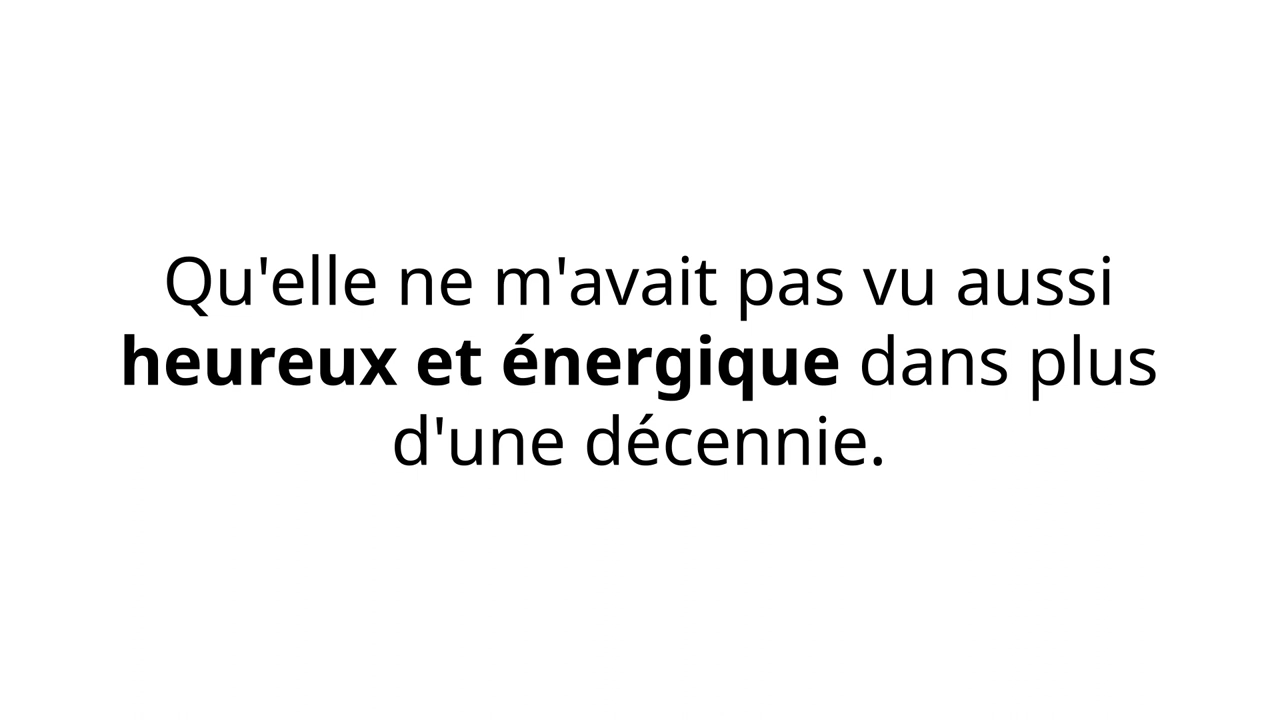 Qu'elle ne m'avait pas vu aussi
heureux et énergique dans plus
d'une décennie.